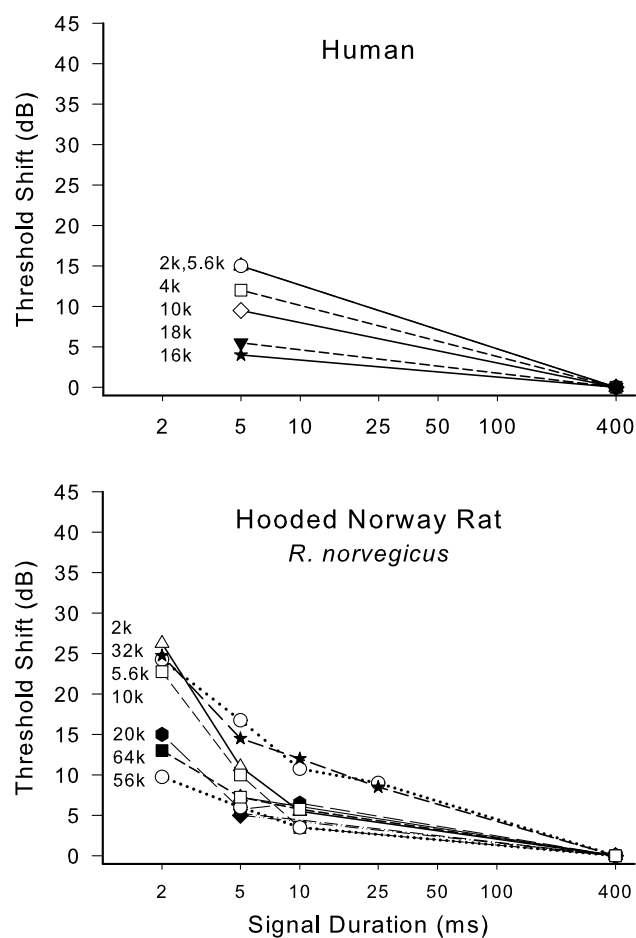 Human
Threshold Shift (dB)
45
40
35
30
25
20
15
10
5
0
2k,5.6k
4k
10k
18k
16k
2 5 10 25 50 100 400
Hooded Norway Rat
R. norvegicus
Threshold Shift (dB)
45
40
35
30
25
20
15
10
5
0
2k
32k
5.6k
10k
20k
64k
56k
2 5 10 25 50 100 400
Signal Duration (ms)